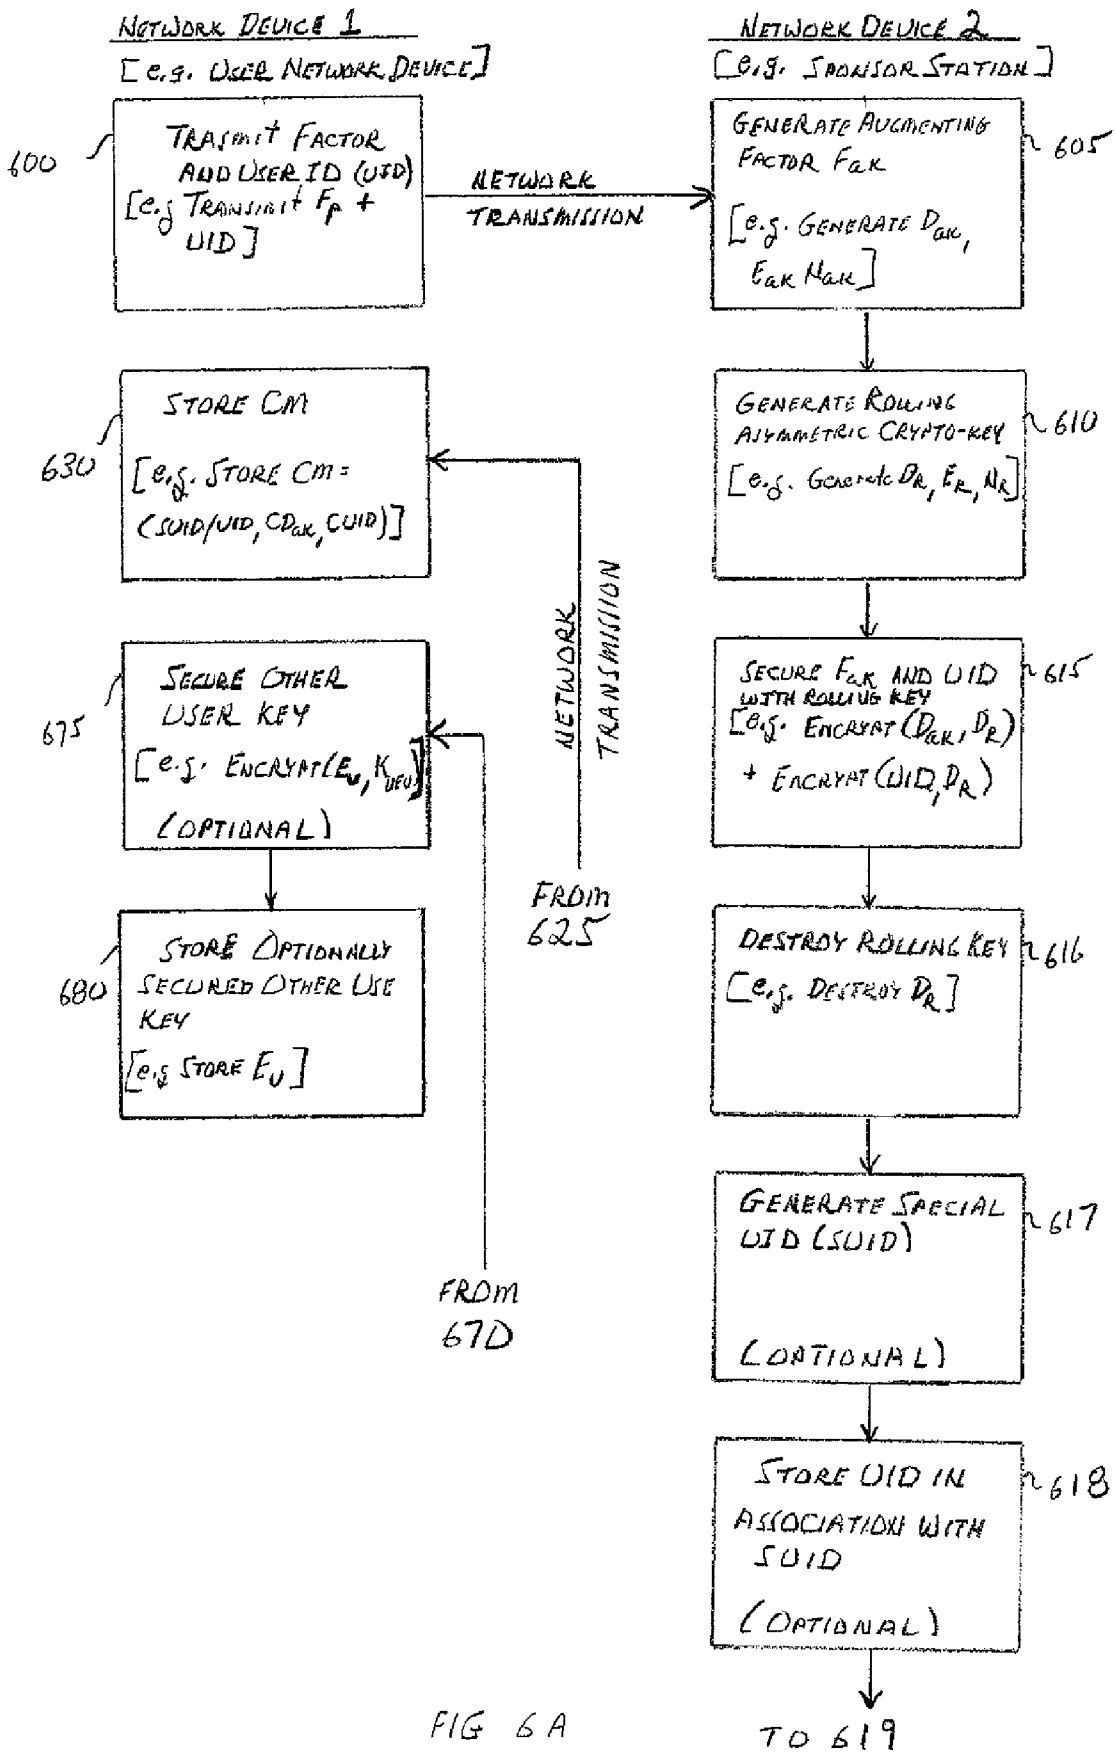 NETWORK DEVICE 1
[e.g. USER NETWORK DEVICE]
600
TRASMIT FACTOR
AND USER ID (UID)
[e.g TRANSMIT Fp +
UID]
NETWORK
TRANSMISSION
NETWORK DEVICE 2
[e.g. SPONSOR STATION]
GENERATE AUGMENTING
FACTOR Fak
[e.g. GENERATE Dak,
Eak Nak]
605
630
STORE CM
[e.g. STORE CM =
(SUID/UID, CDak, CUID)]
GENERATE ROLLING
ASYMMETRIC CRYPTO-KEY
[e.g. Generate DR, ER, NR]
610
NETWORK
TRANSMISSION
675
SECURE OTHER
USER KEY
[e.g. ENCRYPT(EU, KUEU)]
(OPTIONAL)
SECURE Fak AND UID
WITH ROLLING KEY
[e.g. ENCRYPT(Dak, DR)
+ ENCRYPT(UID, DR)
615
FROM
625
680
STORE OPTIONALLY
SECURED OTHER USE
KEY
[e.g STORE EU]
DESTROY ROLLING KEY
[e.g. DESTROY DR]
616
GENERATE SPECIAL
UID (SUID)
(OPTIONAL)
617
FROM
670
STORE UID IN
ASSOCIATION WITH
SUID
(OPTIONAL)
618
FIG 6A
TO 619